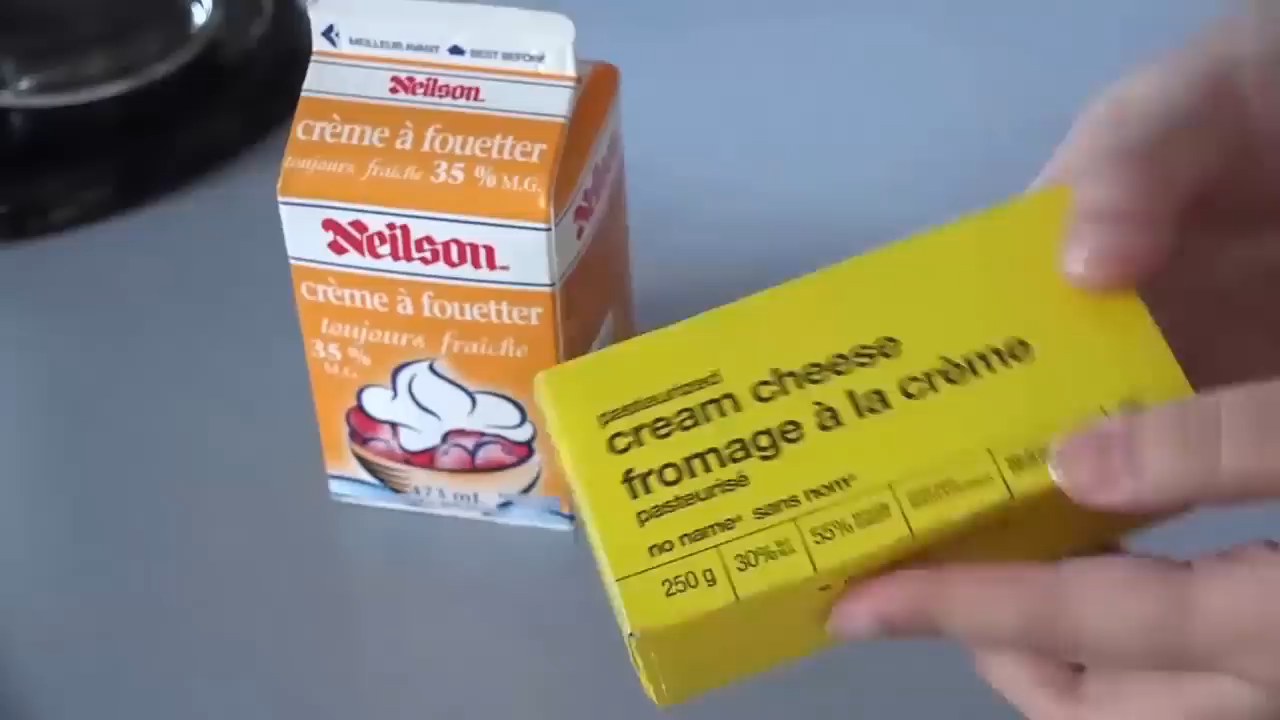 MEILLEUR AVANT BEST BEFORE
Neilson
crème à fouetter
toujours fraîche 35 % M.G.
Neilson
crème à fouetter
toujours fraîche
35 %
M.G.
473 mL
pasteurized
cream cheese
fromage à la crème
pasteurisé
no name® sans nom®
250 g
30%
55%